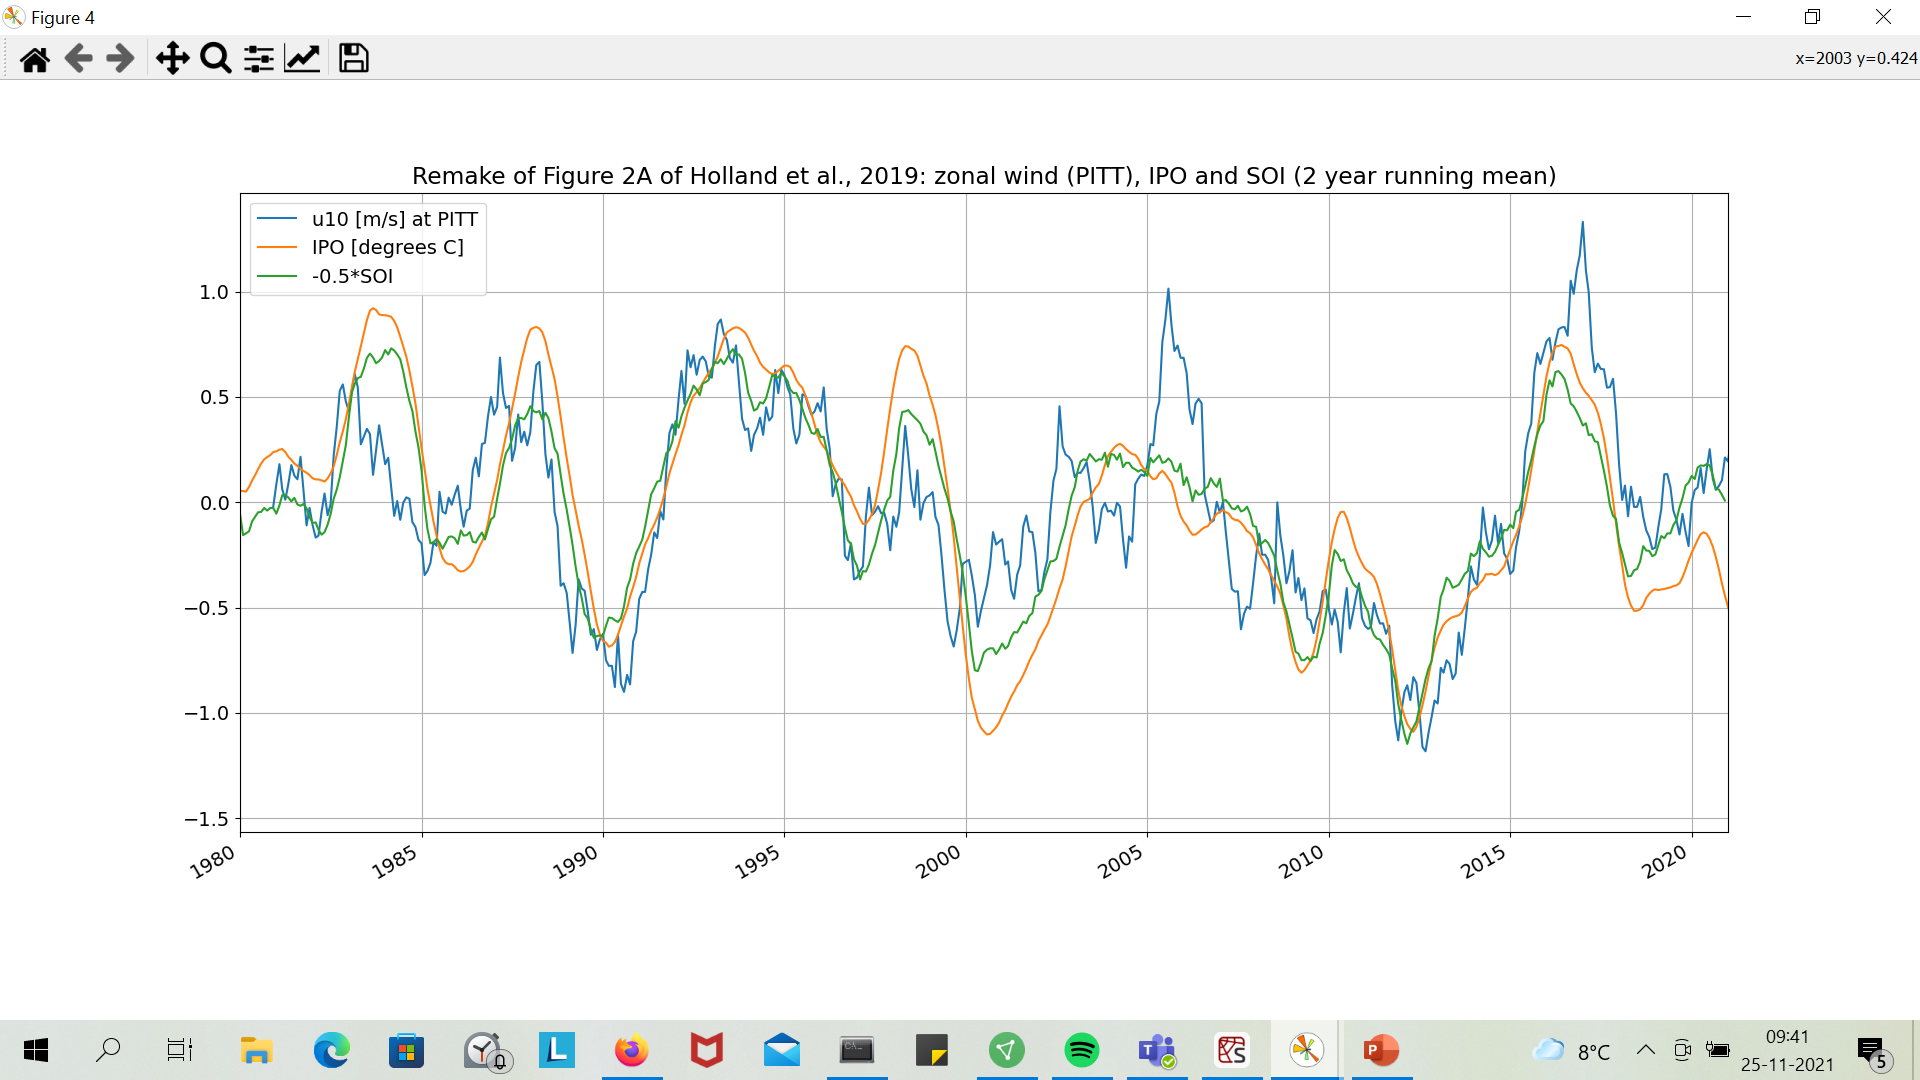 Figure 4
x=2003 y=0.424
Remake of Figure 2A of Holland et al., 2019: zonal wind (PITT), IPO and SOI (2 year running mean)
u10 [m/s] at PITT
IPO [degrees C]
-0.5*SOI
1.0
0.5
0.0
−0.5
−1.0
−1.5
1980
1985
1990
1995
2000
2005
2010
2015
2020
L
C:\_
T
S
P
8°C
09:41
25-11-2021
5